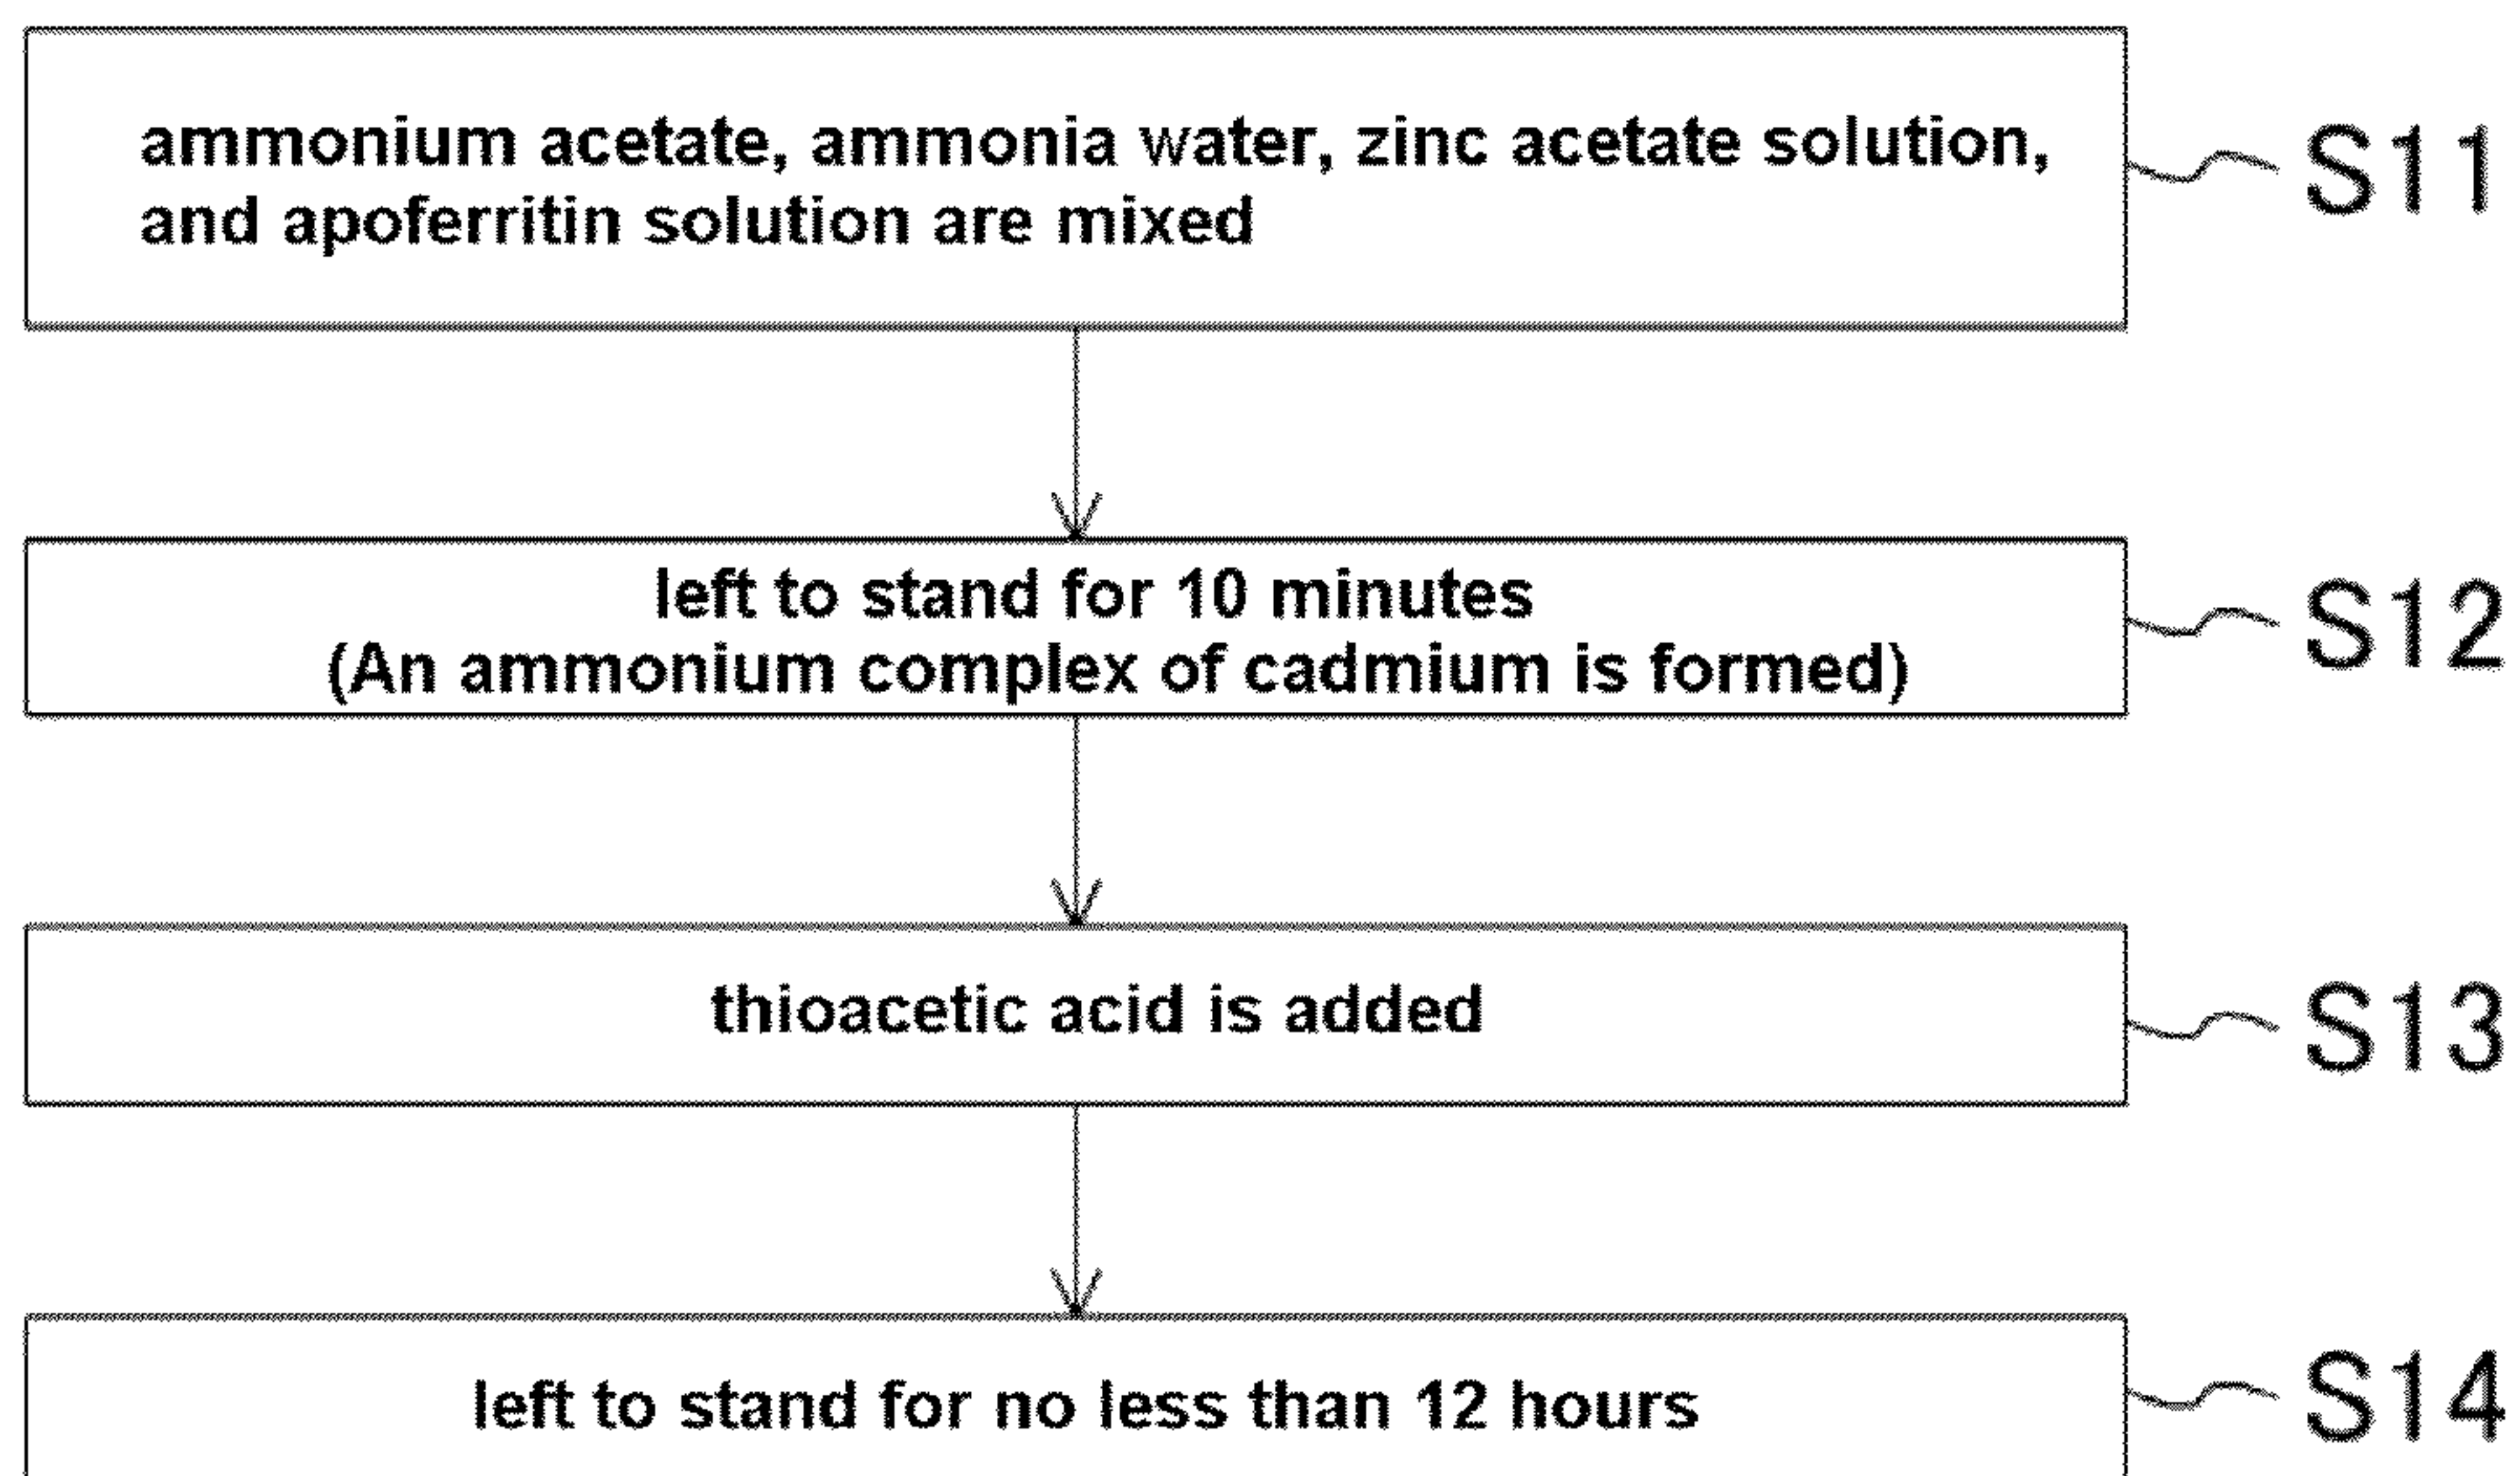 ammonium acetate, ammonia water, zinc acetate solution,
and apoferritin solution are mixed
S11
left to stand for 10 minutes
(An ammonium complex of cadmium is formed)
S12
thioacetic acid is added
S13
left to stand for no less than 12 hours
S14